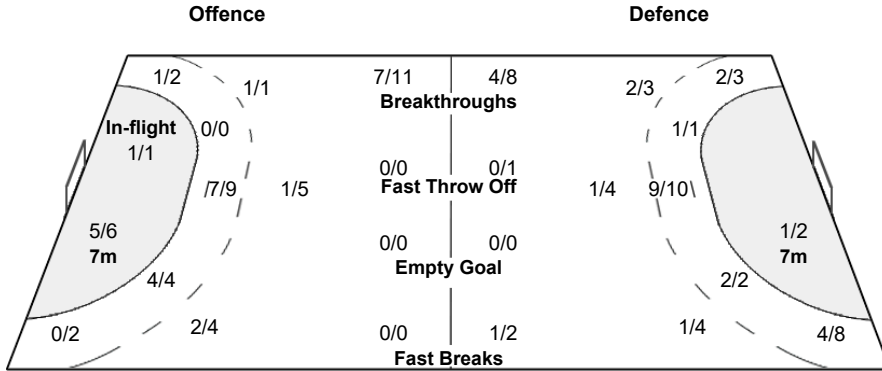 Offence Defence
1/2 1/1 7/11 4/8 2/3 2/3
Breakthroughs
In-flight 0/0 1/1
1/1
0/0 0/1
7/9 1/5 Fast Throw Off 1/4 9/10
5/6 0/0 0/0 1/2
7m Empty Goal 7m
4/4 2/2
0/2 2/4 0/0 1/2 1/4 4/8
Fast Breaks